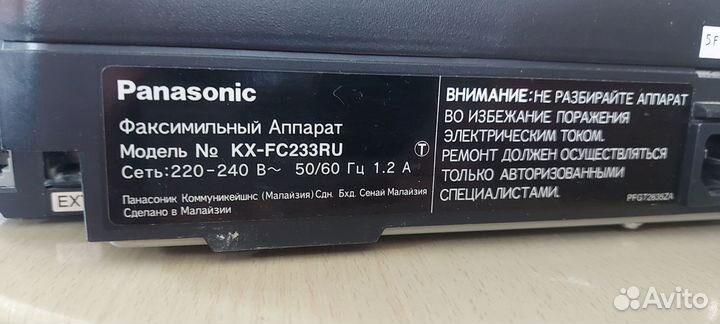 Panasonic
Факсимильный Аппарат
Модель № KX-FC233RU
Сеть:220-240 В~ 50/60 Гц 1.2 А
Панасоник Коммуникейшнс (Малайзия) Сдн. Бхд. Сенай Малайзия
Сделано в Малайзии
T
ВНИМАНИЕ: НЕ РАЗБИРАЙТЕ АППАРАТ
ВО ИЗБЕЖАНИЕ ПОРАЖЕНИЯ
ЭЛЕКТРИЧЕСКИМ ТОКОМ.
РЕМОНТ ДОЛЖЕН ОСУЩЕСТВЛЯТЬСЯ
ТОЛЬКО АВТОРИЗОВАННЫМИ
СПЕЦИАЛИСТАМИ.
PFGT2835ZA
EXT
5F
Avito